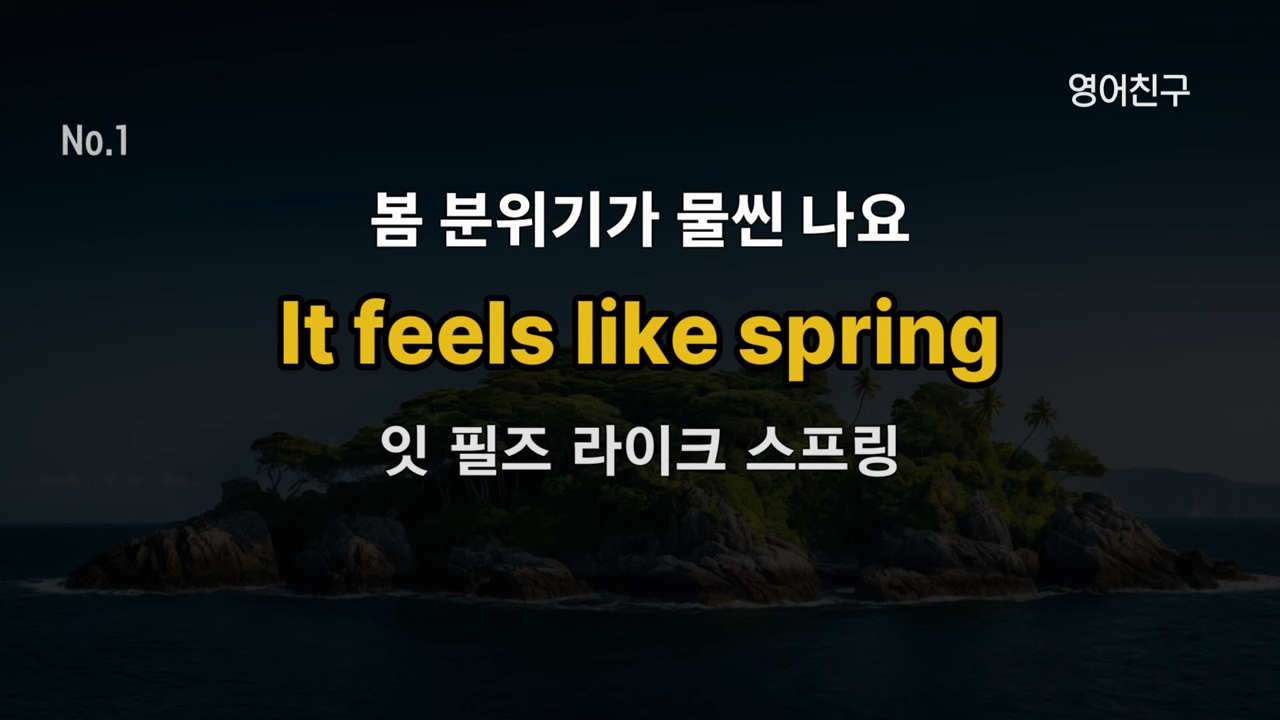 영어친구
No.1
봄 분위기가 물씬 나요
It feels like spring
잇 필즈 라이크 스프링